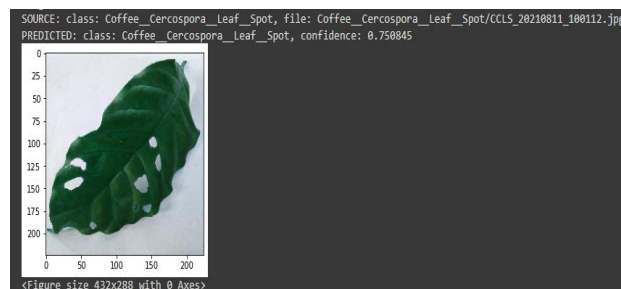 SOURCE: class: Coffee__Cercospora__Leaf__Spot, file: Coffee__Cercospora__Leaf__Spot/CCLS_20210811_100112.jpg
PREDICTED: class: Coffee__Cercospora__Leaf__Spot, confidence: 0.750845
0
25
50
75
100
125
150
175
200
0 50 100 150 200
<Figure size 432x288 with 0 Axes>